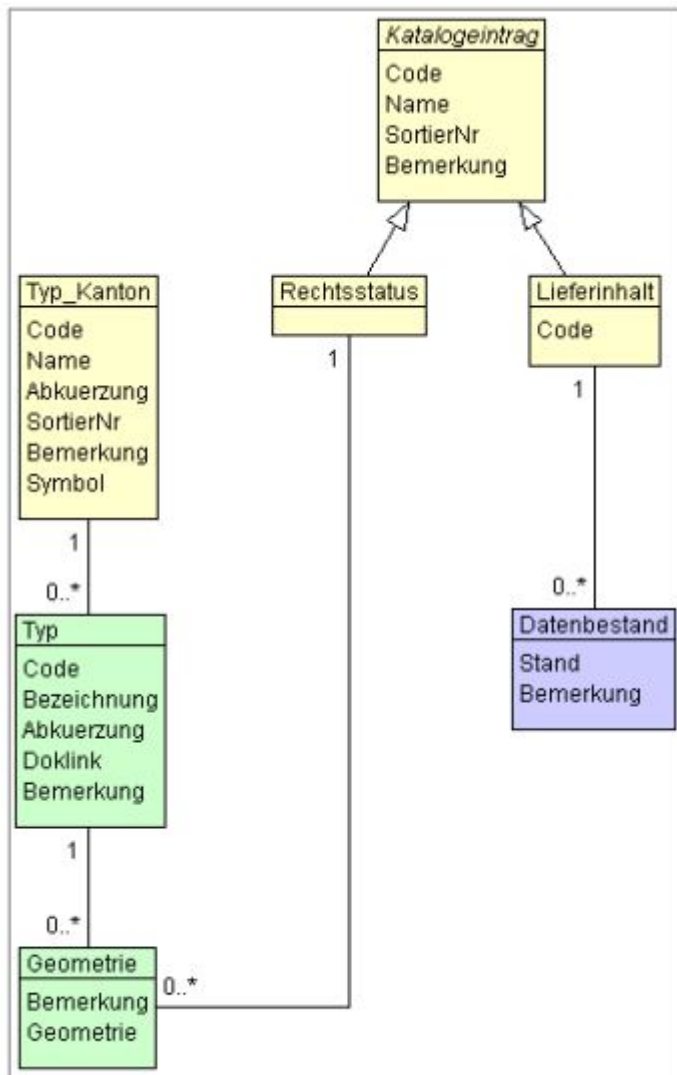 Katalogeintrag
Code
Name
SortierNr
Bemerkung
Typ_Kanton
Code
Name
Abkuerzung
SortierNr
Bemerkung
Symbol
Rechtsstatus
Lieferinhalt
Code
1
1
1
0..*
0..*
Typ
Code
Bezeichnung
Abkuerzung
Doklink
Bemerkung
Datenbestand
Stand
Bemerkung
1
0..*
Geometrie
Bemerkung
Geometrie
0..*